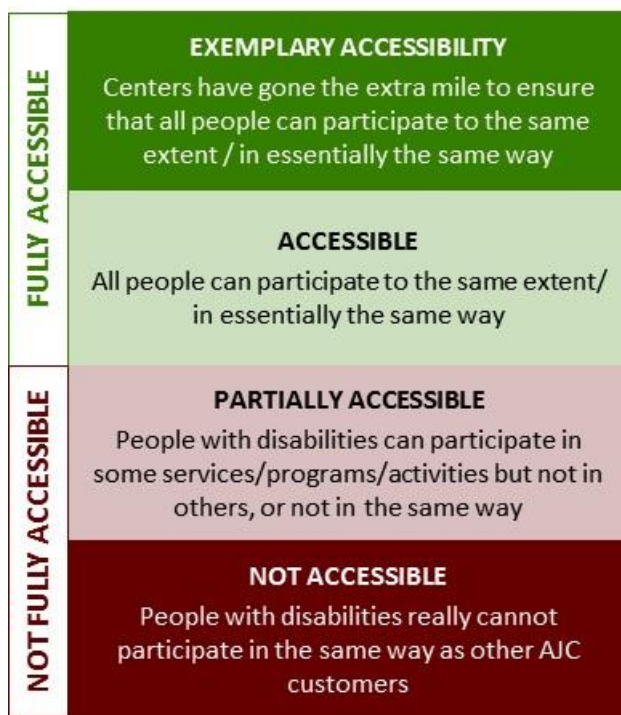 FULLY ACCESSIBLE
EXEMPLARY ACCESSIBILITY
Centers have gone the extra mile to ensure
that all people can participate to the same
extent / in essentially the same way
ACCESSIBLE
All people can participate to the same extent/
in essentially the same way
NOT FULLY ACCESSIBLE
PARTIALLY ACCESSIBLE
People with disabilities can participate in
some services/programs/activities but not in
others, or not in the same way
NOT ACCESSIBLE
People with disabilities really cannot
participate in the same way as other AJC
customers